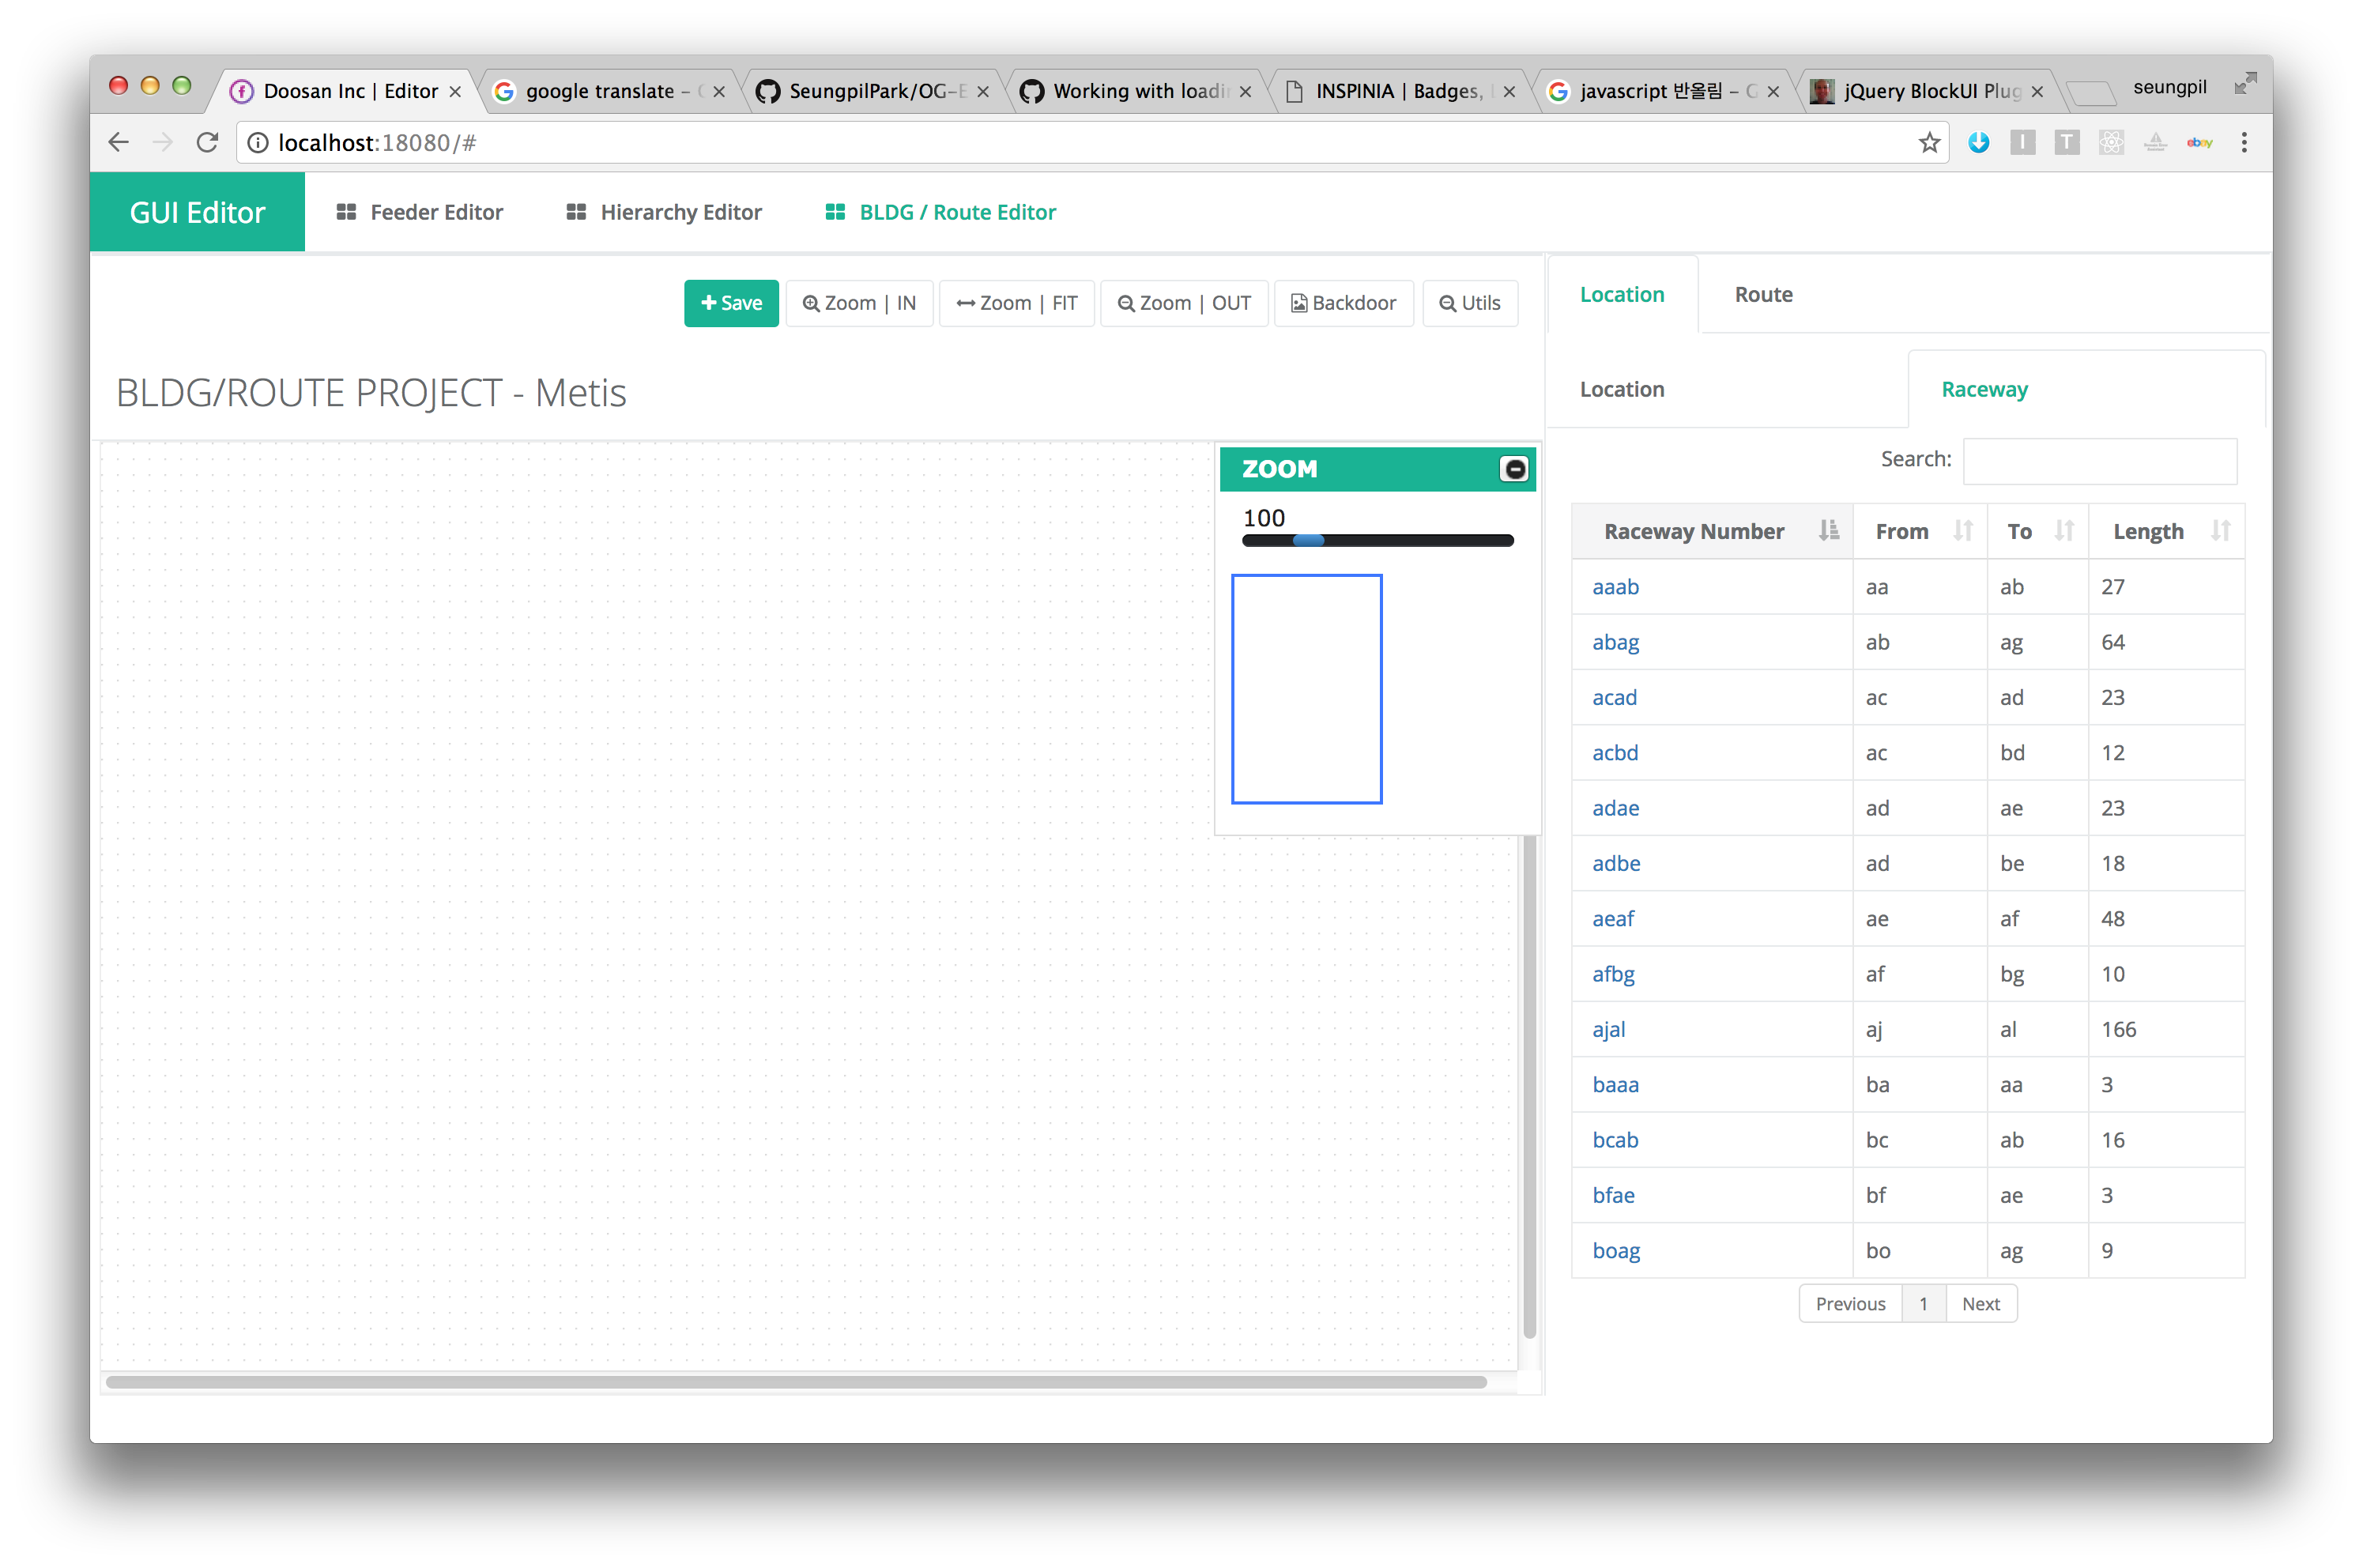 Doosan Inc | Editor
google translate –
SeungpilPark/OG-E
Working with loadi
INSPINIA | Badges,
javascript 반올림 –
jQuery BlockUI Plug
seungpil
localhost:18080/#
I
T
ebay
GUI Editor
Feeder Editor
Hierarchy Editor
BLDG / Route Editor
Save
Zoom | IN
Zoom | FIT
Zoom | OUT
Backdoor
Utils
BLDG/ROUTE PROJECT - Metis
ZOOM
100
Location Route
Location Raceway
Search:
Raceway Number From To Length
aaab aa ab 27
abag ab ag 64
acad ac ad 23
acbd ac bd 12
adae ad ae 23
adbe ad be 18
aeaf ae af 48
afbg af bg 10
ajal aj al 166
baaa ba aa 3
bcab bc ab 16
bfae bf ae 3
boag bo ag 9
Previous 1 Next